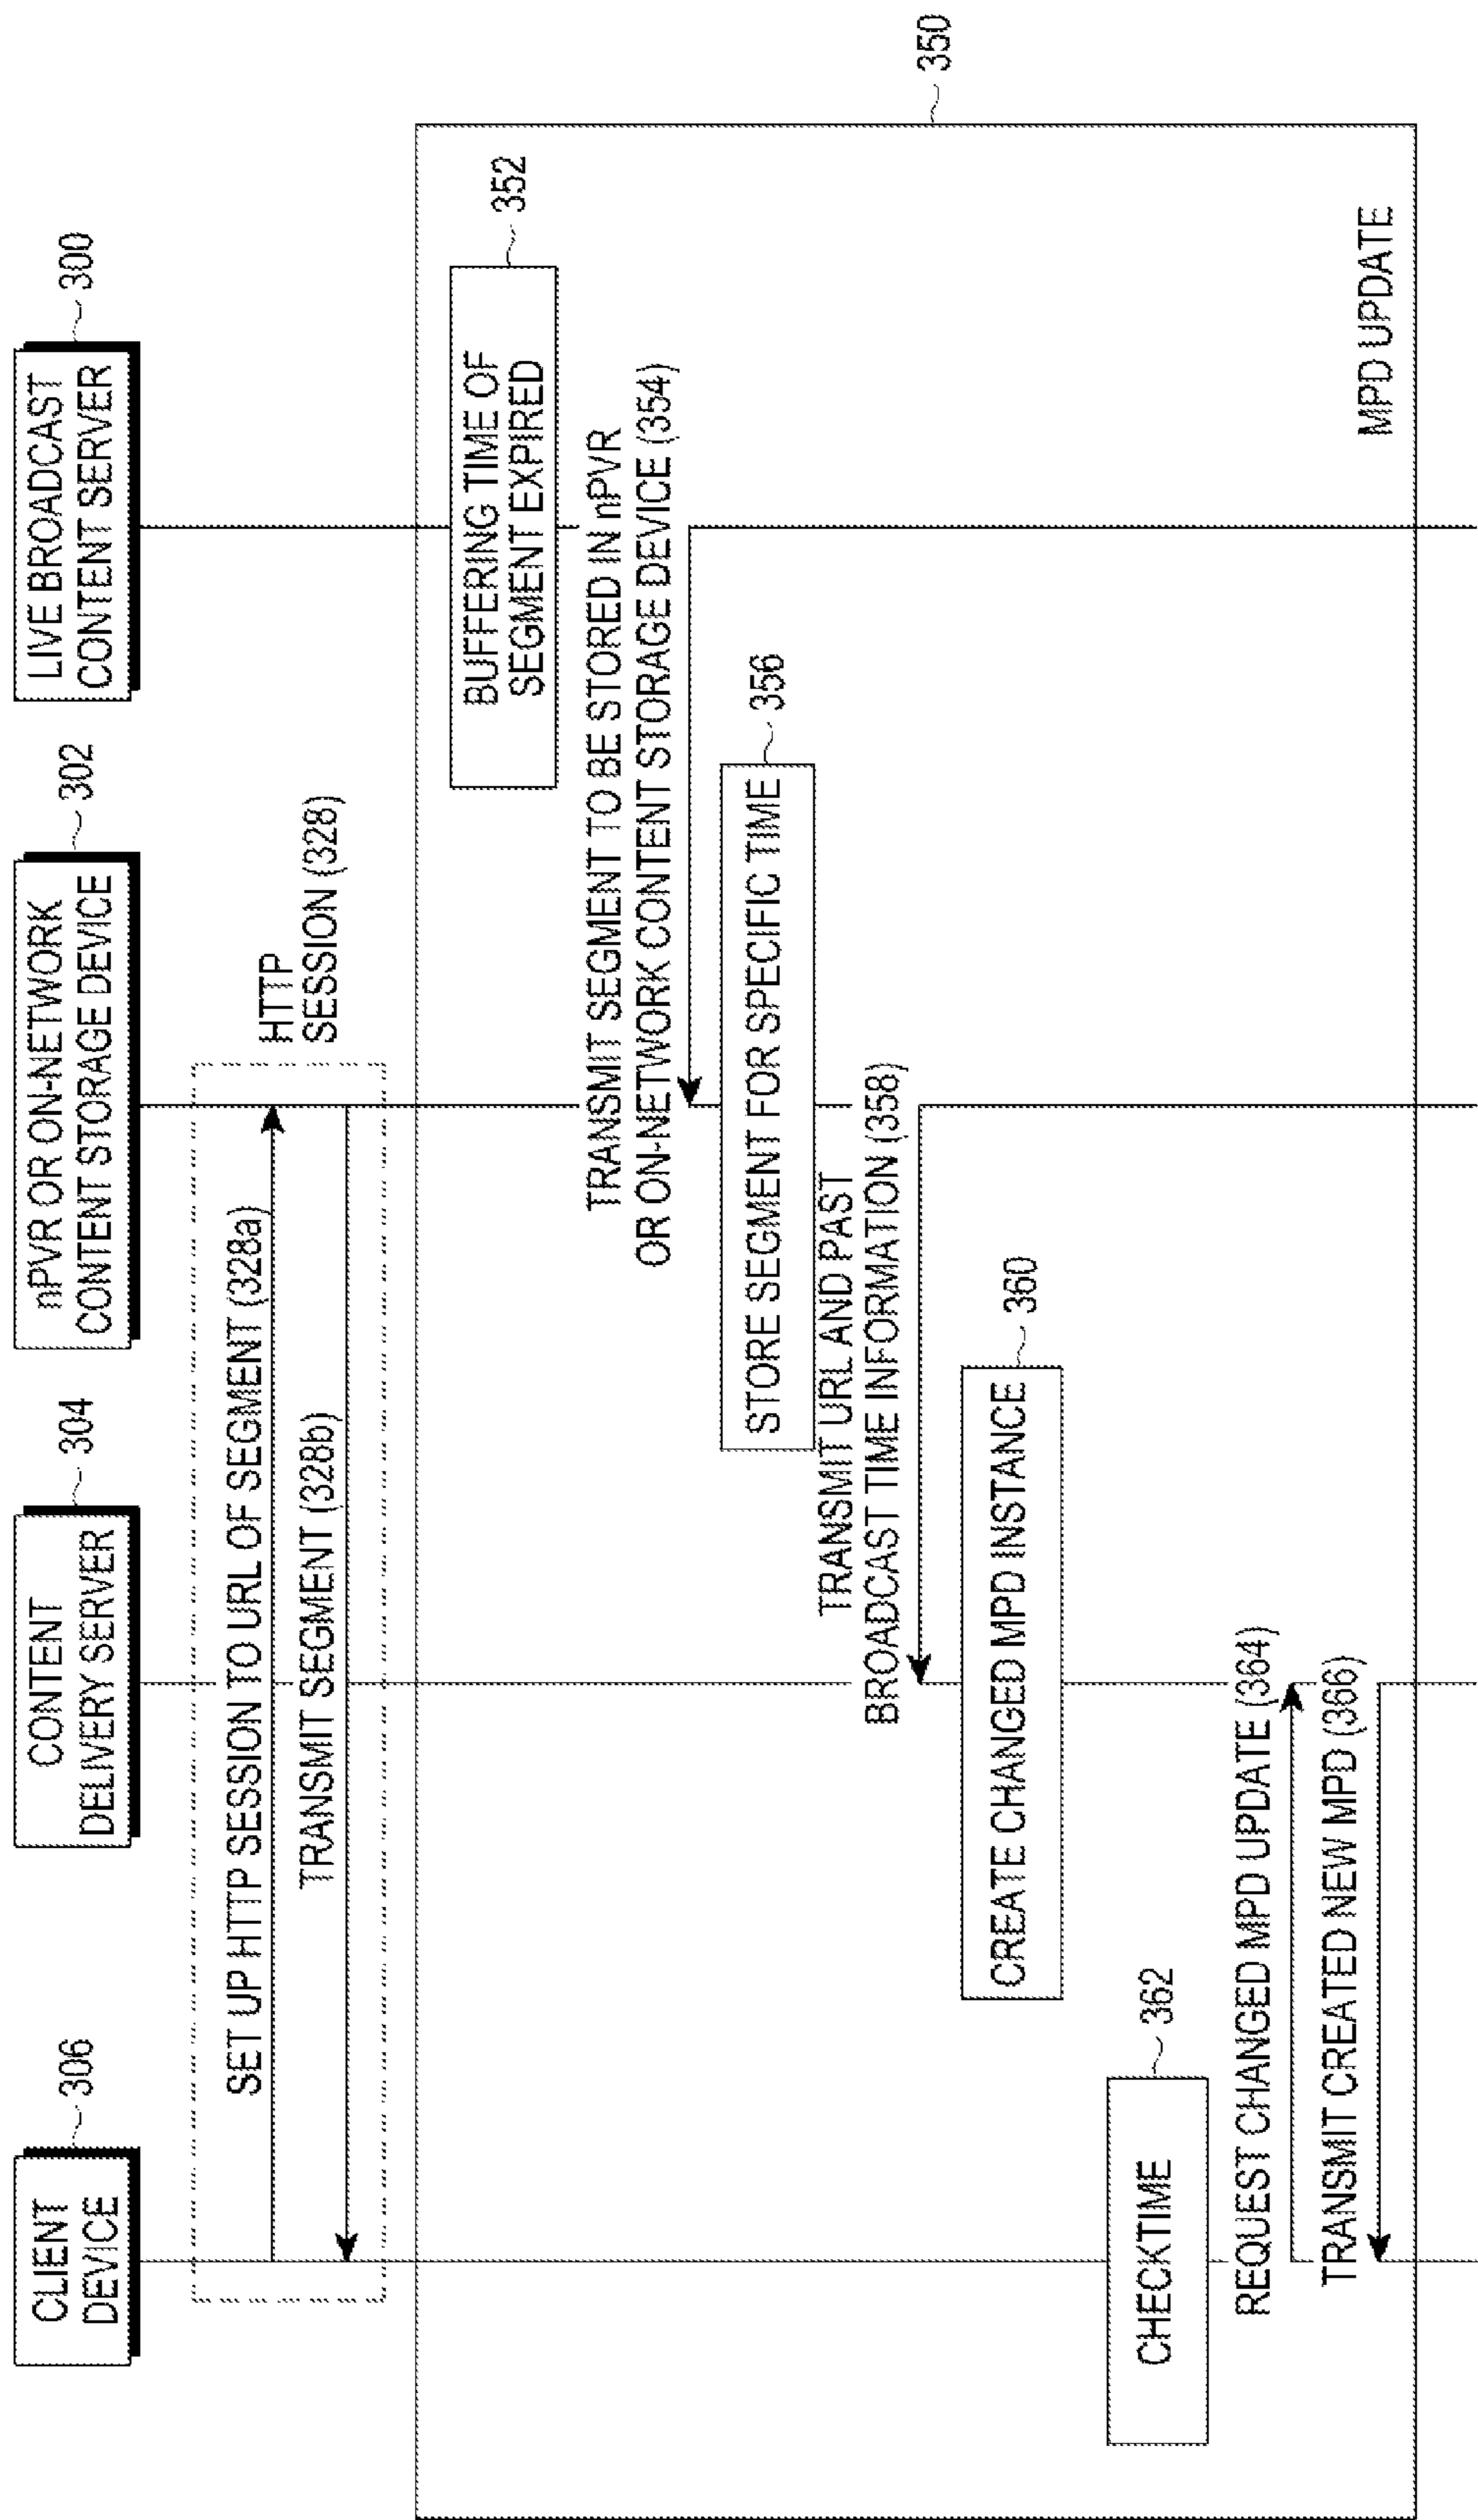 CLIENT
DEVICE
306
CONTENT
DELIVERY SERVER
304
nPVR OR ON-NETWORK
CONTENT STORAGE DEVICE
302
LIVE BROADCAST
CONTENT SERVER
300
SET UP HTTP SESSION TO URL OF SEGMENT (328a)
TRANSMIT SEGMENT (328b)
HTTP
SESSION (328)
350
BUFFERING TIME OF
SEGMENT EXPIRED
352
TRANSMIT SEGMENT TO BE STORED IN nPVR
OR ON-NETWORK CONTENT STORAGE DEVICE (354)
STORE SEGMENT FOR SPECIFIC TIME
356
TRANSMIT URL AND PAST
BROADCAST TIME INFORMATION (358)
CREATE CHANGED MPD INSTANCE
360
CHECKTIME
362
REQUEST CHANGED MPD UPDATE (364)
TRANSMIT CREATED NEW MPD (366)
MPD UPDATE